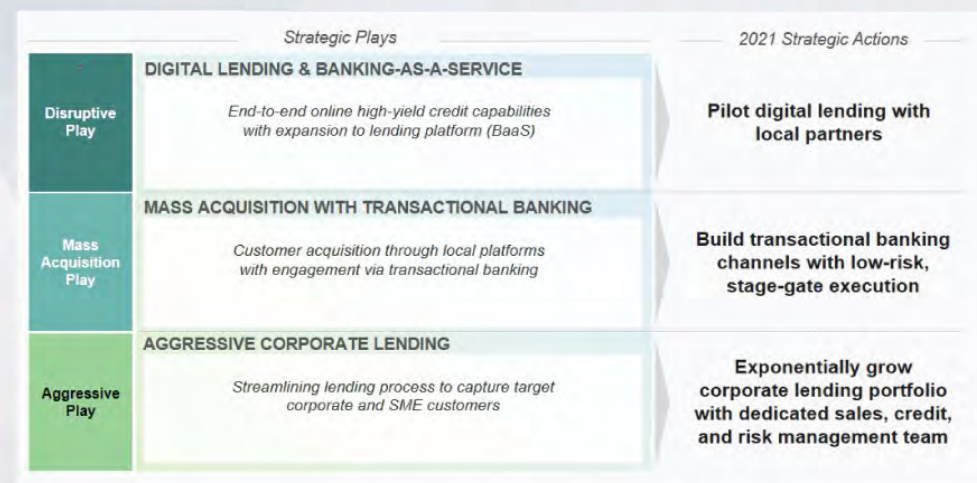 Strategic Plays
2021 Strategic Actions
Disruptive
Play
DIGITAL LENDING & BANKING-AS-A-SERVICE
End-to-end online high-yield credit capabilities
with expansion to lending platform (BaaS)
Pilot digital lending with
local partners
Mass
Acquisition
Play
MASS ACQUISITION WITH TRANSACTIONAL BANKING
Customer acquisition through local platforms
with engagement via transactional banking
Build transactional banking
channels with low-risk,
stage-gate execution
Aggressive
Play
AGGRESSIVE CORPORATE LENDING
Streamlining lending process to capture target
corporate and SME customers
Exponentially grow
corporate lending portfolio
with dedicated sales, credit,
and risk management team